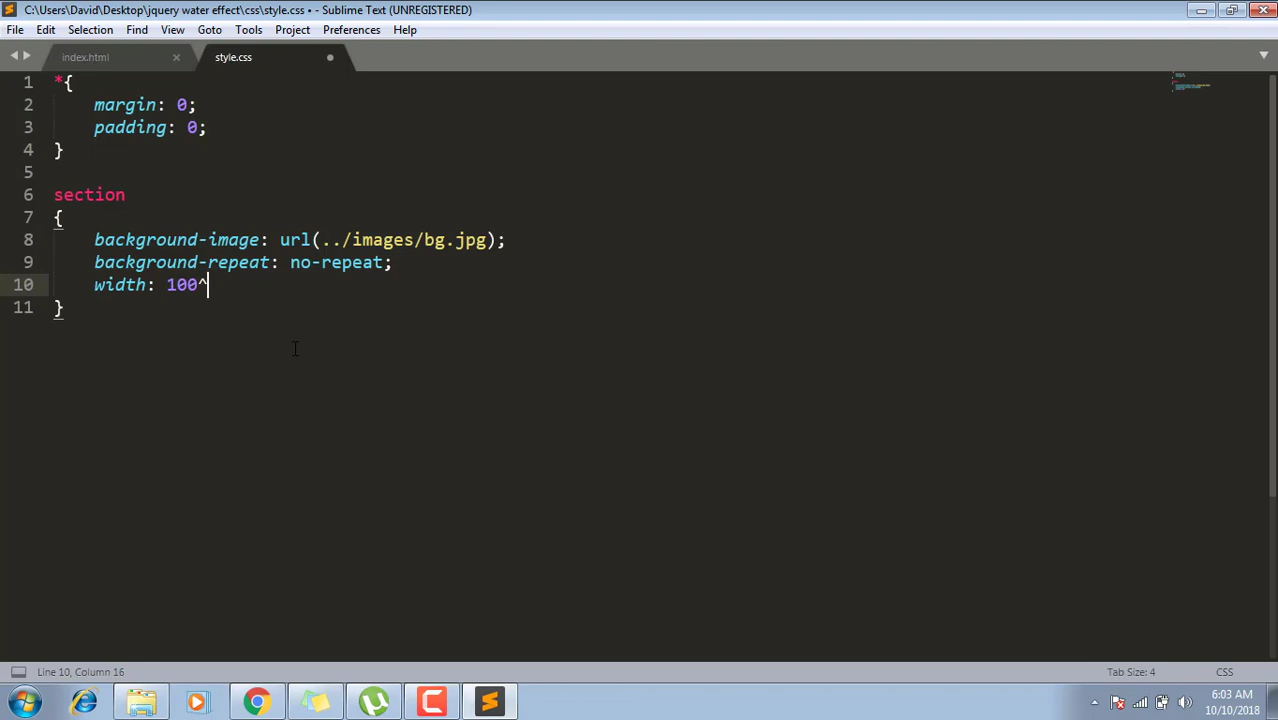 C:\Users\David\Desktop\jquery water effect\css\style.css • - Sublime Text (UNREGISTERED)
File Edit Selection Find View Goto Tools Project Preferences Help
index.html style.css
1 *{
2 margin: 0;
3 padding: 0;
4 }
5
6 section
7 {
8 background-image: url(../images/bg.jpg);
9 background-repeat: no-repeat;
10 width: 100^
11 }
Line 10, Column 16 Tab Size: 4 CSS
6:03 AM
10/10/2018